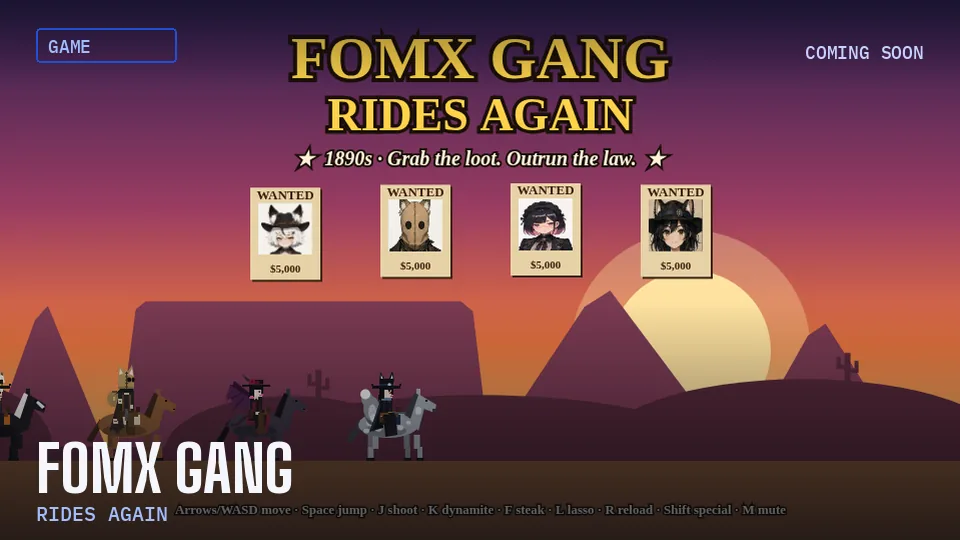 GAME
COMING SOON
FOMX GANG
RIDES AGAIN
★ 1890s · Grab the loot. Outrun the law. ★
WANTED
$5,000
WANTED
$5,000
WANTED
$5,000
WANTED
$5,000
FOMX GANG
RIDES AGAIN
Arrows/WASD move · Space jump · J shoot · K dynamite · F steak · L lasso · R reload · Shift special · M mute